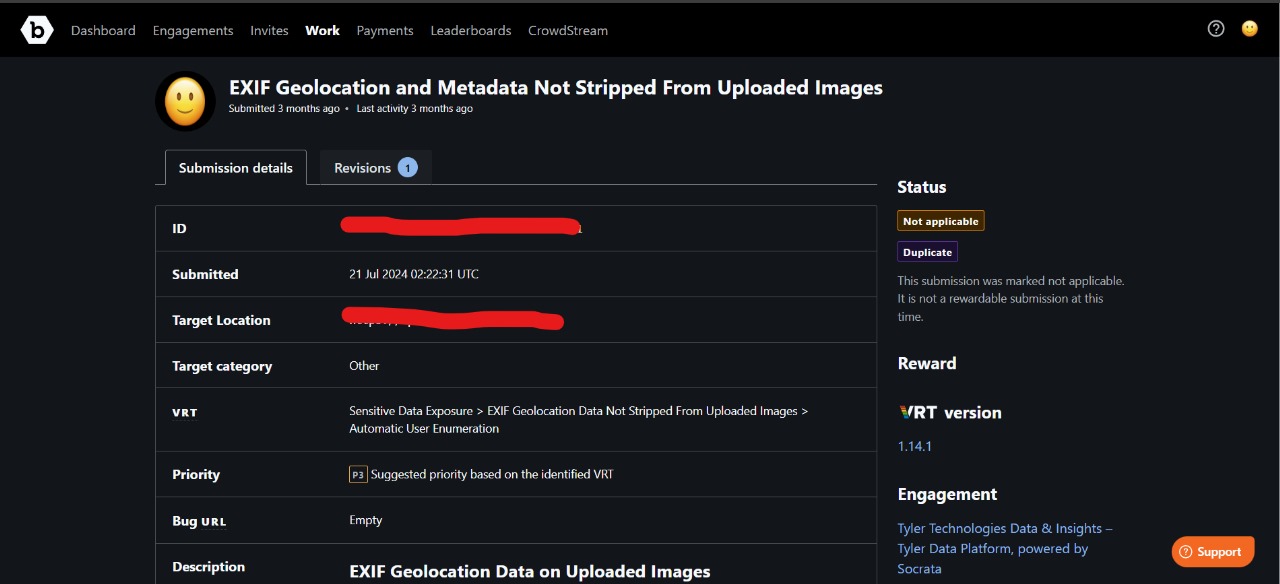 b Dashboard Engagements Invites Work Payments Leaderboards CrowdStream
EXIF Geolocation and Metadata Not Stripped From Uploaded Images
Submitted 3 months ago • Last activity 3 months ago
Submission details Revisions 1
Status
Not applicable
Duplicate
This submission was marked not applicable.
It is not a rewardable submission at this
time.
Reward
VRT version
1.14.1
Engagement
Tyler Technologies Data & Insights –
Tyler Data Platform, powered by
Socrata
ID
Submitted 21 Jul 2024 02:22:31 UTC
Target Location
Target category Other
VRT Sensitive Data Exposure > EXIF Geolocation Data Not Stripped From Uploaded Images >
Automatic User Enumeration
Priority P3 Suggested priority based on the identified VRT
Bug URL Empty
Description EXIF Geolocation Data on Uploaded Images
Support